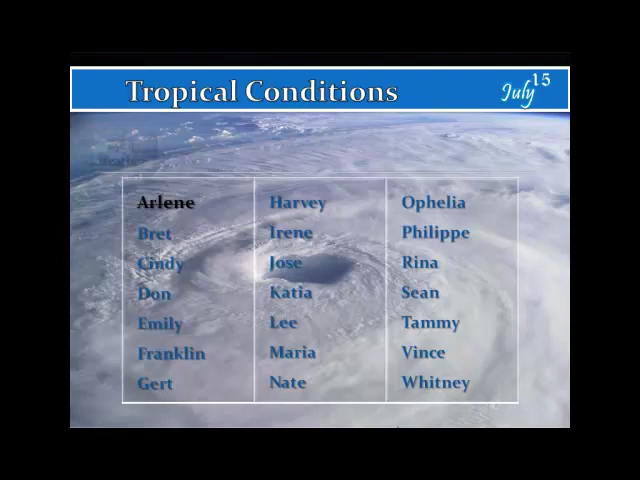 Tropical Conditions
July 15
Arlene
Bret
Cindy
Don
Emily
Franklin
Gert
Harvey
Irene
Jose
Katia
Lee
Maria
Nate
Ophelia
Philippe
Rina
Sean
Tammy
Vince
Whitney